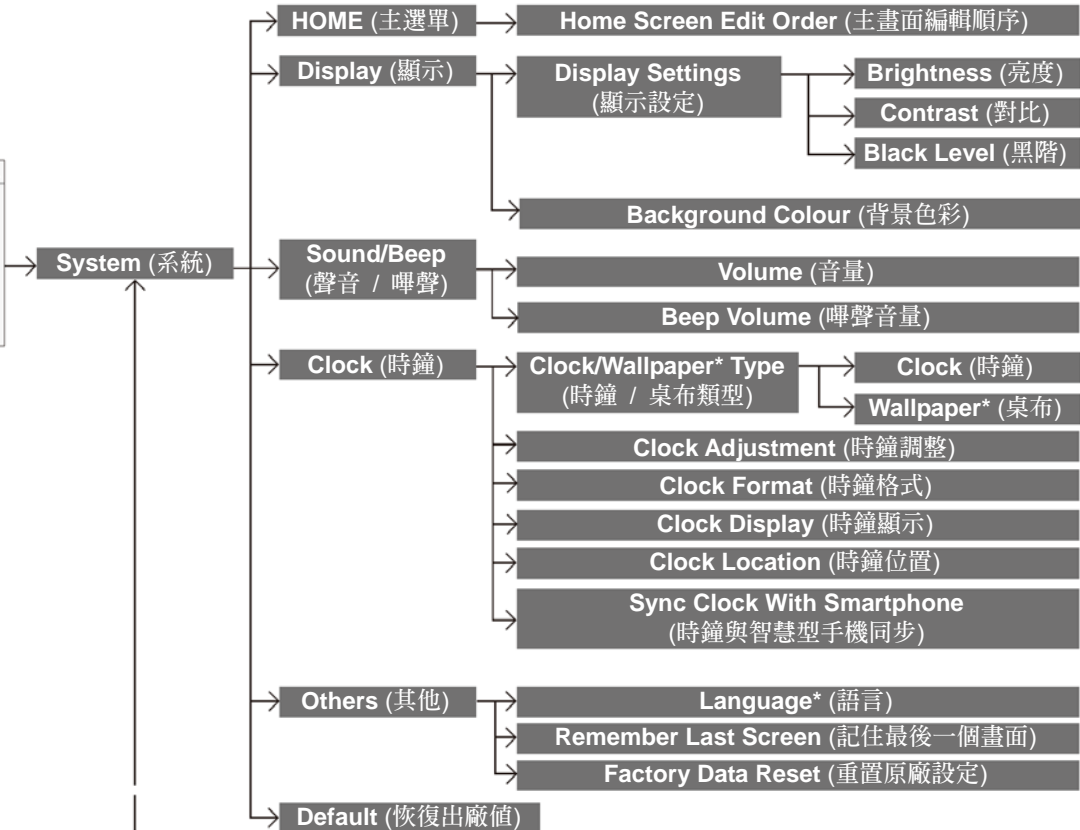 HOME (主選單)
Home Screen Edit Order (主畫面編輯順序)
Display (顯示)
Display Settings
(顯示設定)
Brightness (亮度)
Contrast (對比)
Black Level (黑階)
Background Colour (背景色彩)
System (系統)
Sound/Beep
(聲音 / 嗶聲)
Volume (音量)
Beep Volume (嗶聲音量)
Clock (時鐘)
Clock/Wallpaper* Type
(時鐘 / 桌布類型)
Clock (時鐘)
Wallpaper* (桌布)
Clock Adjustment (時鐘調整)
Clock Format (時鐘格式)
Clock Display (時鐘顯示)
Clock Location (時鐘位置)
Sync Clock With Smartphone
(時鐘與智慧型手機同步)
Others (其他)
Language* (語言)
Remember Last Screen (記住最後一個畫面)
Factory Data Reset (重置原廠設定)
Default (恢復出廠值)